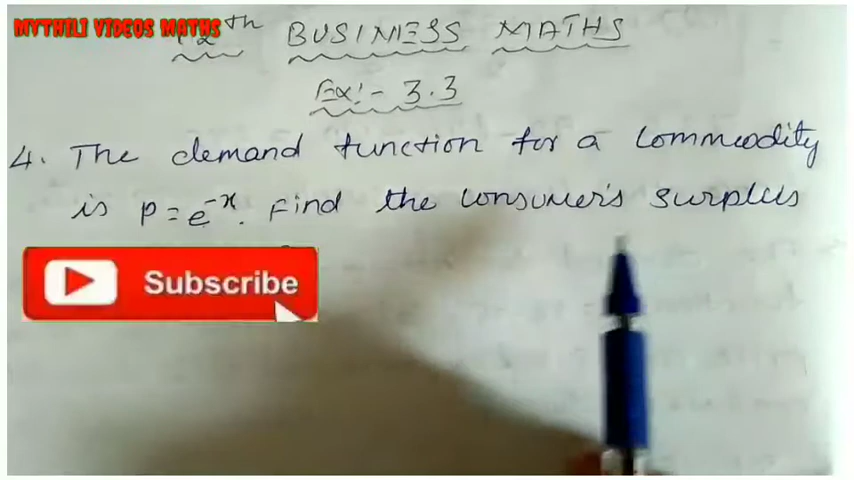 MYTHILI VIDEOS MATHS
12th BUSINESS MATHS
Ex:- 3.3
4. The demand function for a commodity
is p = e^-x. Find the consumer's surplus
Subscribe